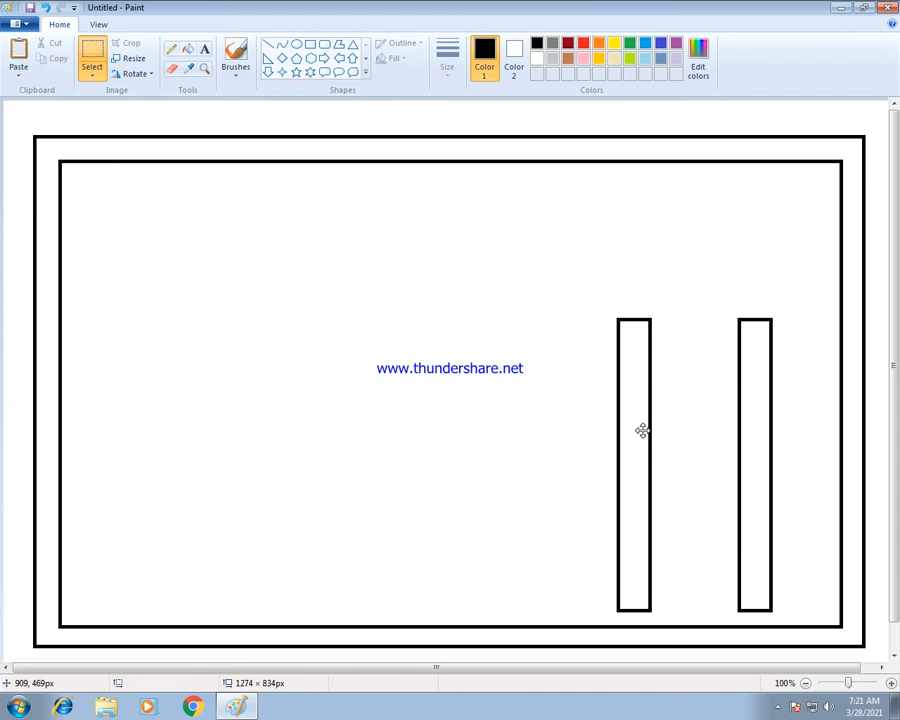 Untitled - Paint
Home
View
Paste
Cut
Copy
Clipboard
Select
Crop
Resize
Rotate
Image
A
Tools
Brushes
Shapes
Outline
Fill
Size
Color
1
Color
2
Edit
colors
Colors
www.thundershare.net
909, 469px
1274 × 834px
100%
7:21 AM
3/28/2021